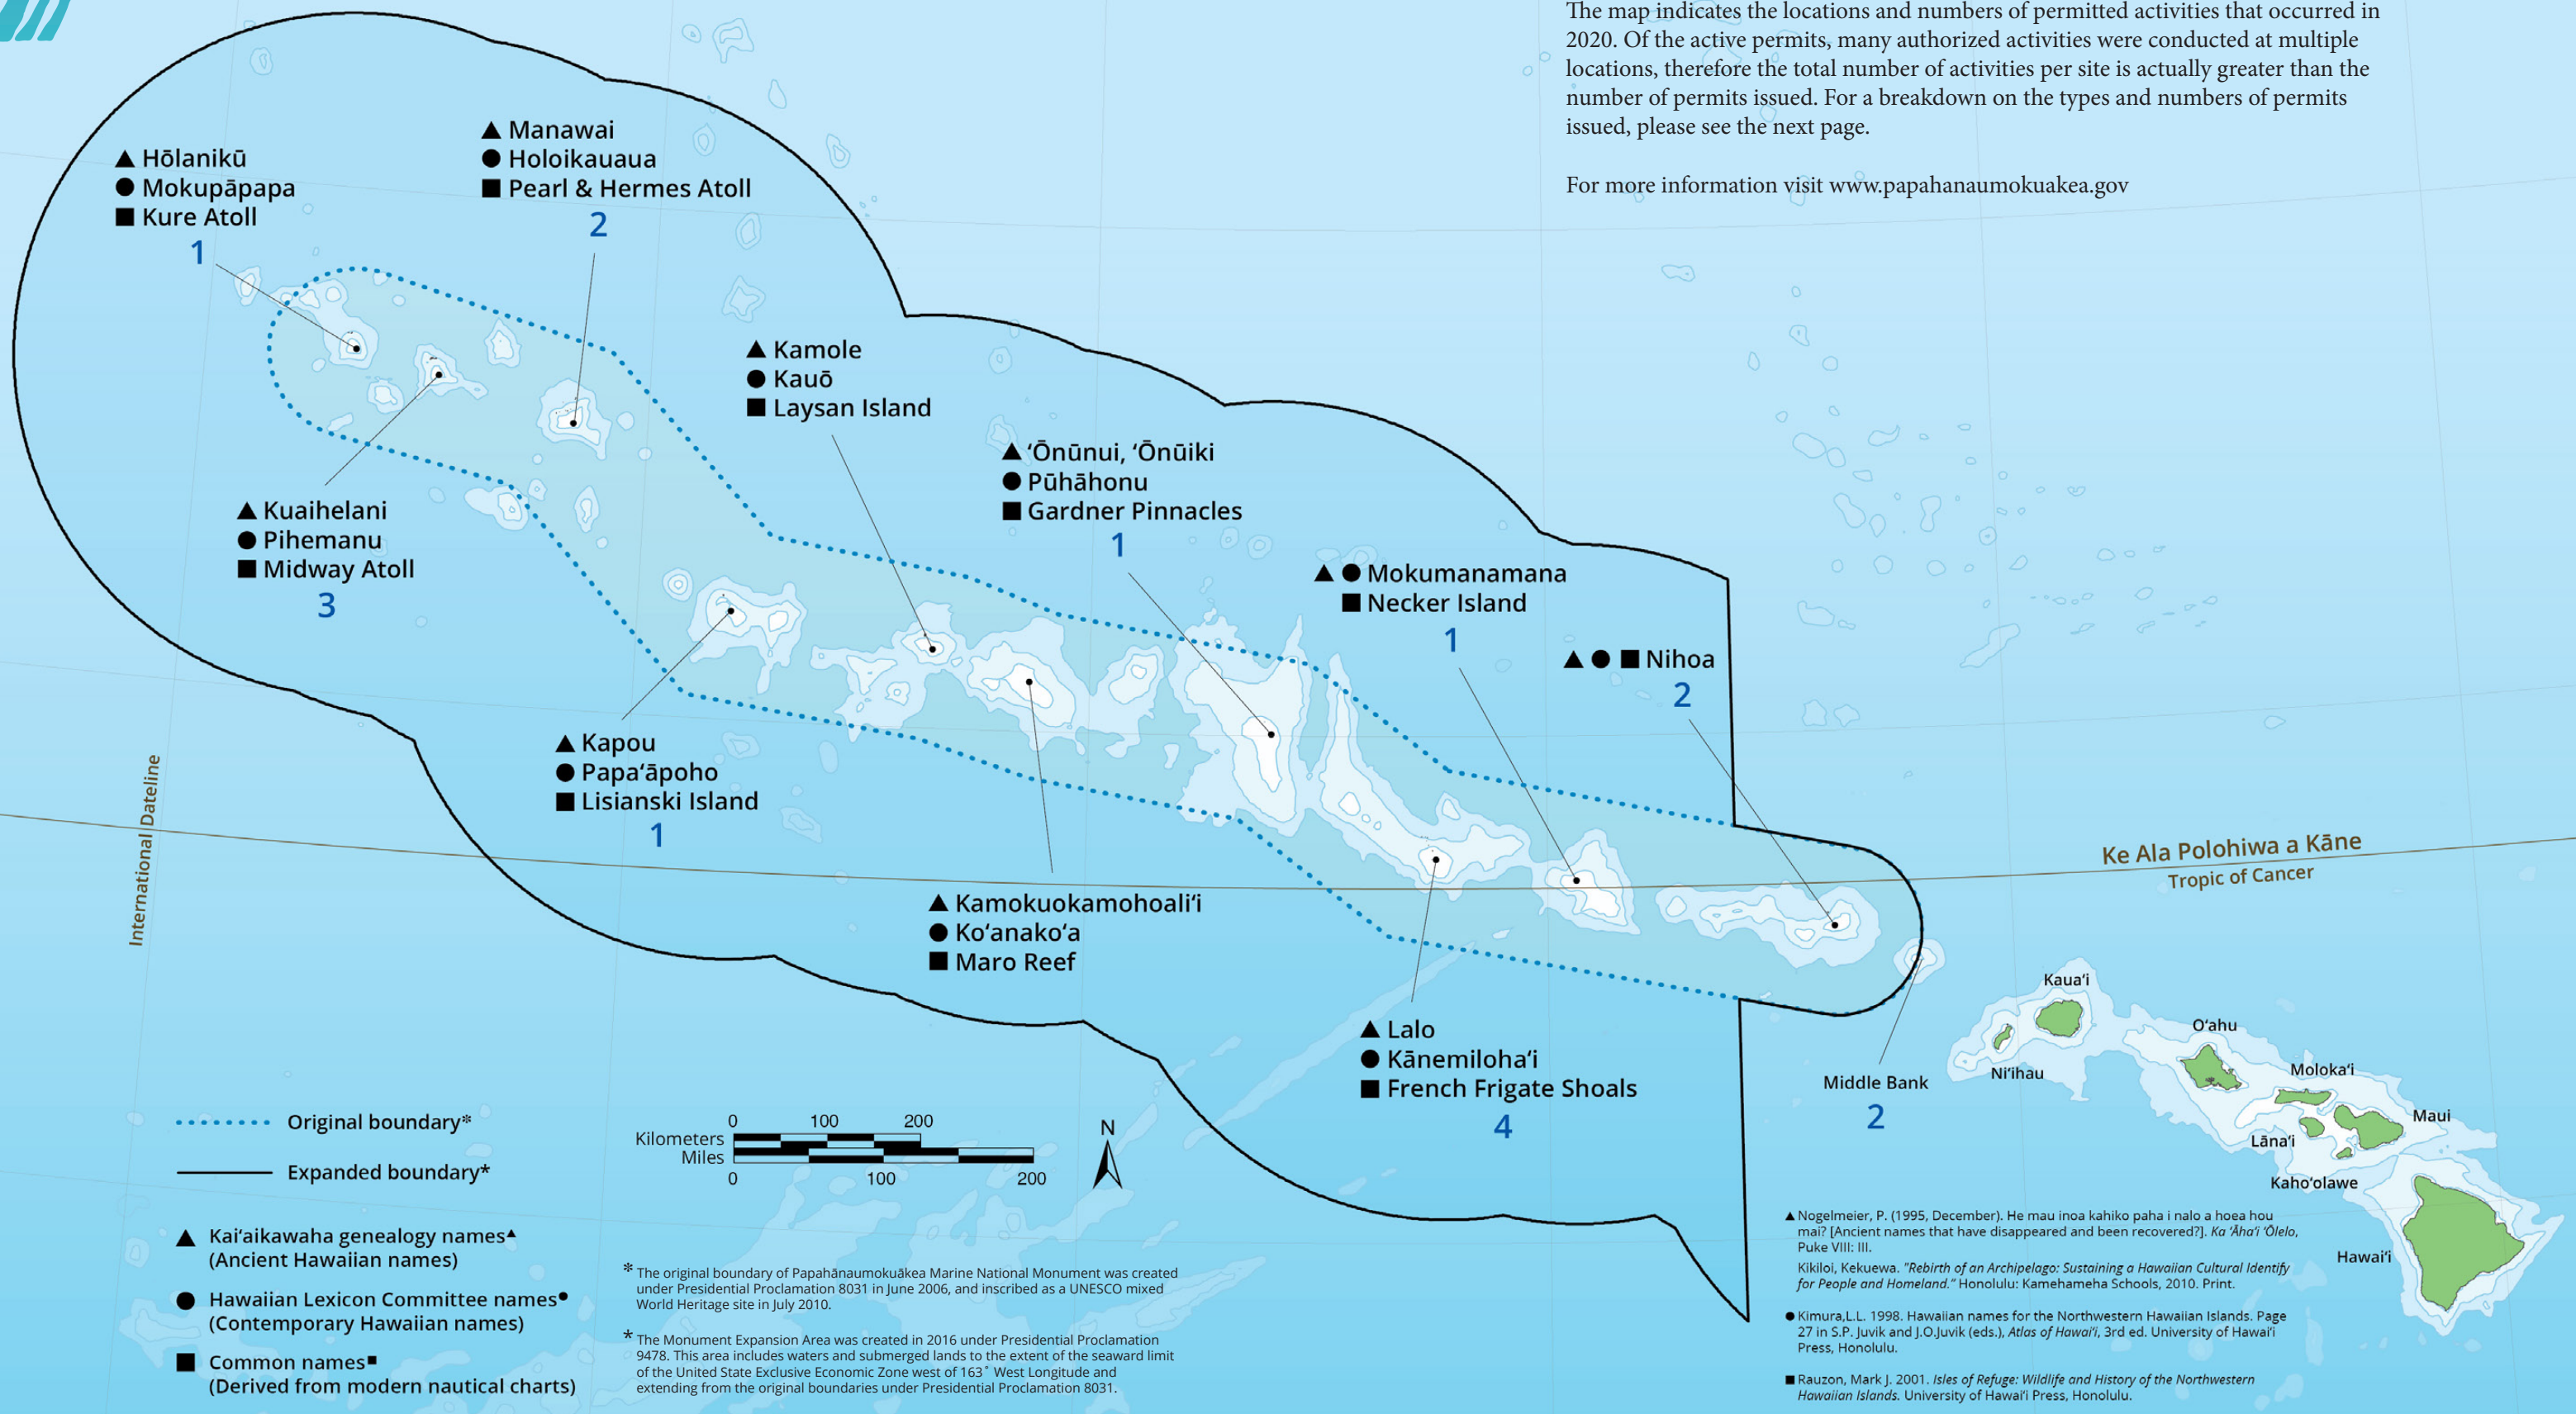 The map indicates the locations and numbers of permitted activities that occurred in
2020. Of the active permits, many authorized activities were conducted at multiple
locations, therefore the total number of activities per site is actually greater than the
number of permits issued. For a breakdown on the types and numbers of permits
issued, please see the next page.
For more information visit www.papahanaumokuakea.gov
▲ Hōlanikū
● Mokupāpapa
■ Kure Atoll
1
▲ Manawai
● Holoikauaua
■ Pearl & Hermes Atoll
2
▲ Kuaihelani
● Pihemanu
■ Midway Atoll
3
▲ Kamole
● Kauō
■ Laysan Island
▲ ʻŌnūnui, ʻŌnūiki
● Pūhāhonu
■ Gardner Pinnacles
1
▲ ● Mokumanamana
■ Necker Island
1
▲ ● ■ Nihoa
2
▲ Kapou
● Papaʻāpoho
■ Lisianski Island
1
▲ Kamokuokamohoaliʻi
● Koʻanakoʻa
■ Maro Reef
▲ Lalo
● Kānemilohaʻi
■ French Frigate Shoals
4
Middle Bank
2
International Dateline
Ke Ala Polohiwa a Kāne
Tropic of Cancer
Kauaʻi
Niʻihau
Oʻahu
Molokaʻi
Maui
Lānaʻi
Kahoʻolawe
Hawaiʻi
Original boundary*
Expanded boundary*
▲ Kaiʻaikawaha genealogy names▲
(Ancient Hawaiian names)
● Hawaiian Lexicon Committee names●
(Contemporary Hawaiian names)
■ Common names■
(Derived from modern nautical charts)
0 100 200
Kilometers
Miles
0 100 200
N
* The original boundary of Papahānaumokuākea Marine National Monument was created
under Presidential Proclamation 8031 in June 2006, and inscribed as a UNESCO mixed
World Heritage site in July 2010.
* The Monument Expansion Area was created in 2016 under Presidential Proclamation
9478. This area includes waters and submerged lands to the extent of the seaward limit
of the United State Exclusive Economic Zone west of 163° West Longitude and
extending from the original boundaries under Presidential Proclamation 8031.
▲ Nogelmeier, P. (1995, December). He mau inoa kahiko paha i nalo a hoea hou
mai? [Ancient names that have disappeared and been recovered?]. Ka ʻĀhaʻi ʻŌlelo,
Puke VIII: III.
Kikiloi, Kekuewa. "Rebirth of an Archipelago: Sustaining a Hawaiian Cultural Identify
for People and Homeland." Honolulu: Kamehameha Schools, 2010. Print.
● Kimura,L.L. 1998. Hawaiian names for the Northwestern Hawaiian Islands. Page
27 in S.P. Juvik and J.O.Juvik (eds.), Atlas of Hawaiʻi, 3rd ed. University of Hawaiʻi
Press, Honolulu.
■ Rauzon, Mark J. 2001. Isles of Refuge: Wildlife and History of the Northwestern
Hawaiian Islands. University of Hawaiʻi Press, Honolulu.